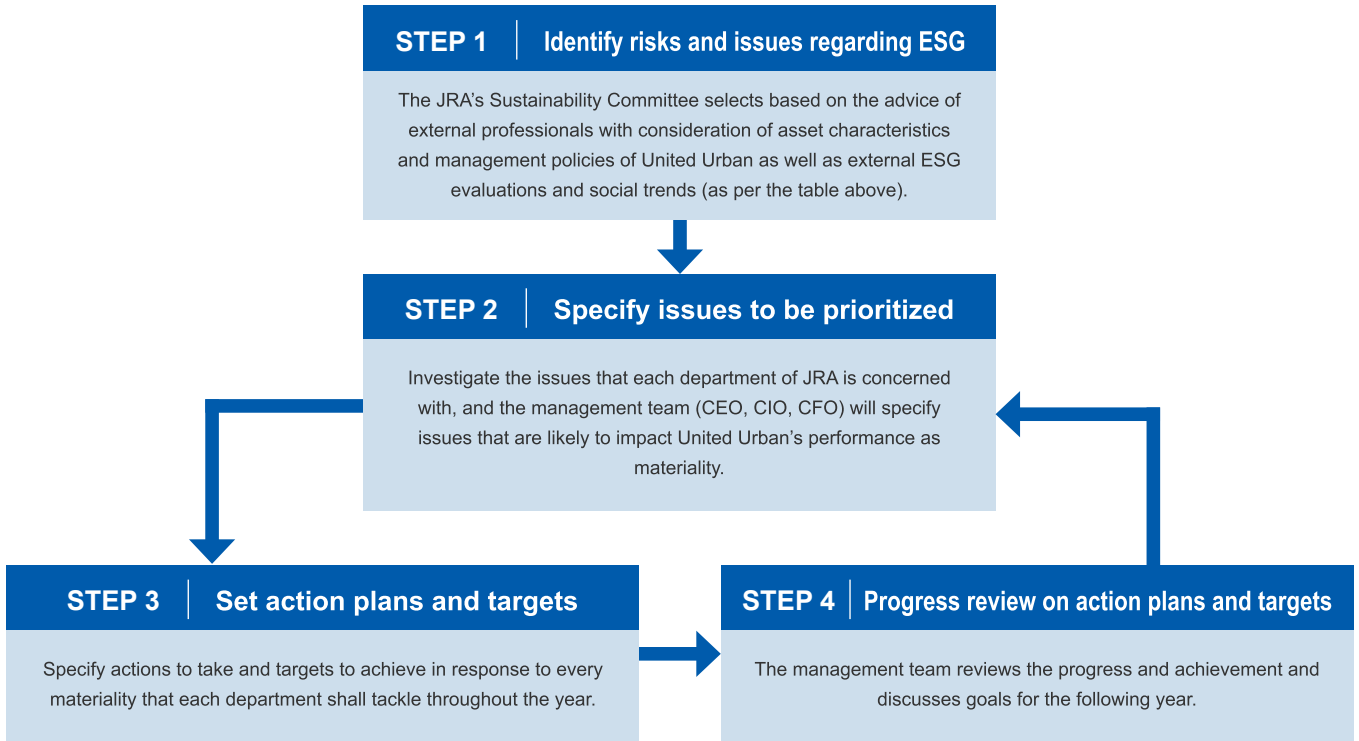 STEP 1 Identify risks and issues regarding ESG
The JRA’s Sustainability Committee selects based on the advice of
external professionals with consideration of asset characteristics
and management policies of United Urban as well as external ESG
evaluations and social trends (as per the table above).
STEP 2 Specify issues to be prioritized
Investigate the issues that each department of JRA is concerned
with, and the management team (CEO, CIO, CFO) will specify
issues that are likely to impact United Urban’s performance as
materiality.
STEP 3 Set action plans and targets
Specify actions to take and targets to achieve in response to every
materiality that each department shall tackle throughout the year.
STEP 4 Progress review on action plans and targets
The management team reviews the progress and achievement and
discusses goals for the following year.